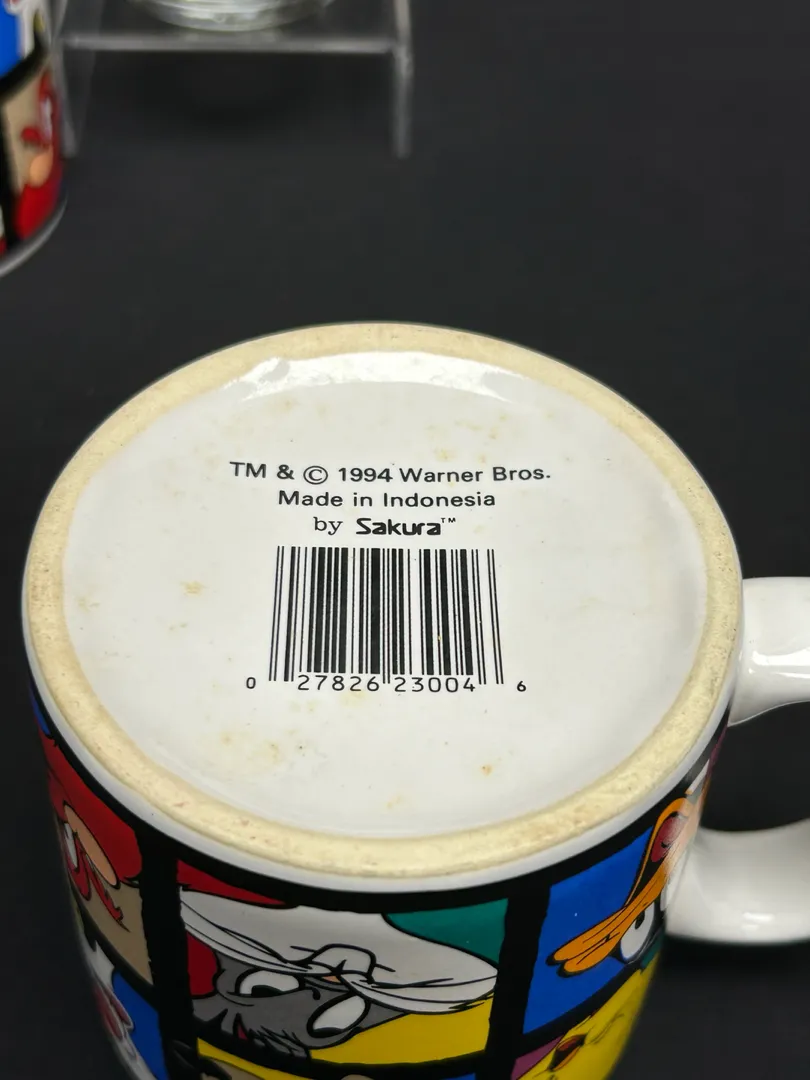 TM & © 1994 Warner Bros.
Made in Indonesia
by Sakura™
0 27826 23004 6